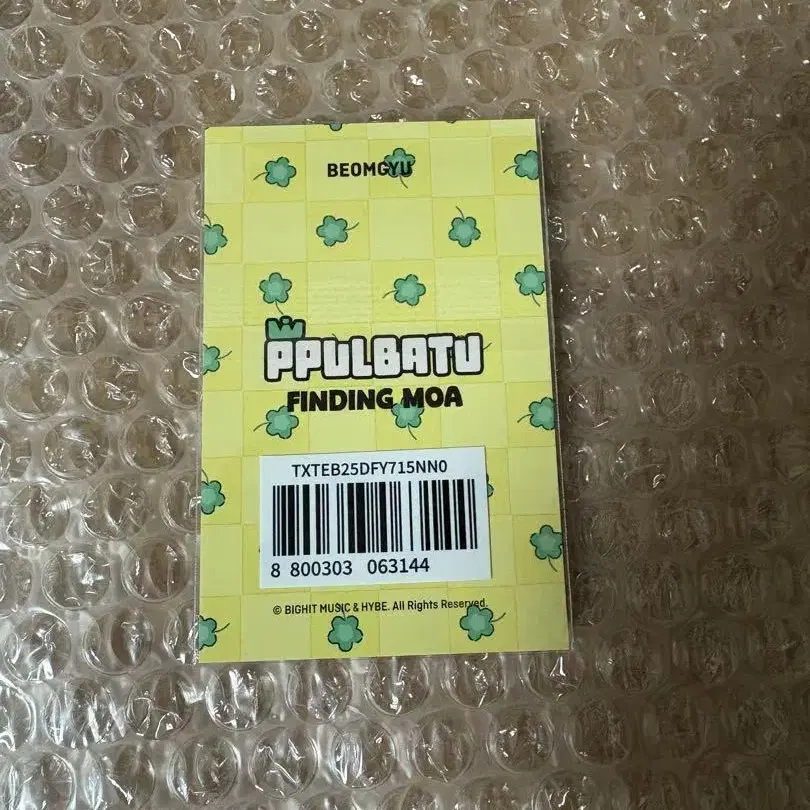 BEOMGYU
PPULBATU
FINDING MOA
TXTEB25DFY715NN0
8 800303 063144
© BIGHIT MUSIC & HYBE. All Rights Reserved.